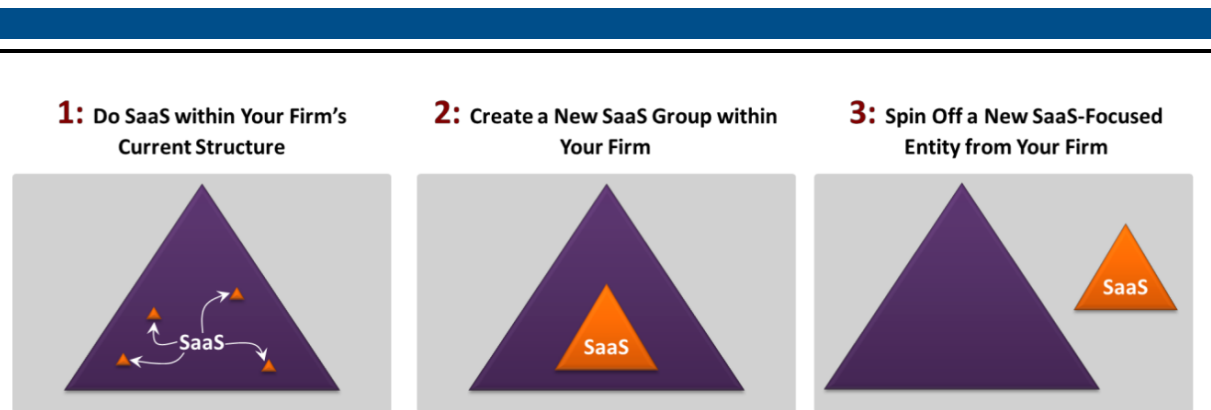 1: Do SaaS within Your Firm's
Current Structure
2: Create a New SaaS Group within
Your Firm
3: Spin Off a New SaaS-Focused
Entity from Your Firm
SaaS
SaaS
SaaS